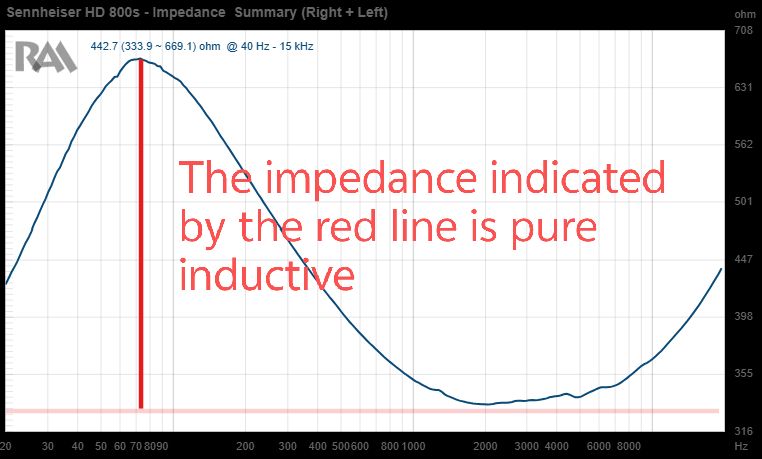 Sennheiser HD 800s - Impedance Summary (Right + Left)
ohm
RAA
442.7 (333.9 ~ 669.1) ohm @ 40 Hz - 15 kHz
708
631
562
501
447
398
355
316
The impedance indicated
by the red line is pure
inductive
20 30 40 50 60 70 80 90 200 300 400 500 600 800 1000 2000 3000 4000 6000 8000 Hz